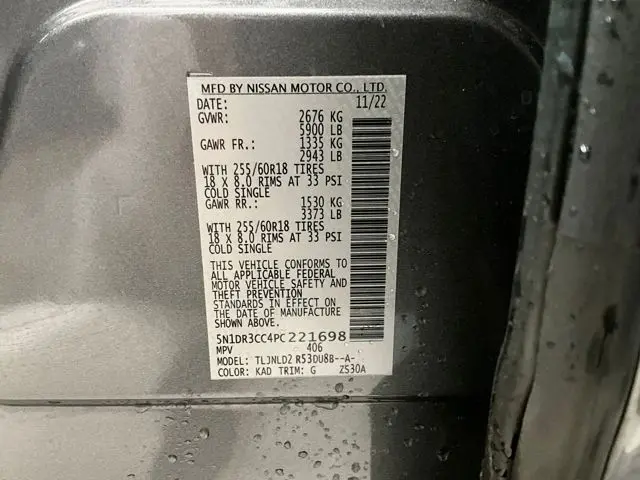 MFD BY NISSAN MOTOR CO., LTD.
DATE: 11/22
GVWR: 2676 KG
5900 LB
GAWR FR.: 1335 KG
2943 LB
WITH 255/60R18 TIRES
18 X 8.0 RIMS AT 33 PSI
COLD SINGLE
GAWR RR.: 1530 KG
3373 LB
WITH 255/60R18 TIRES
18 X 8.0 RIMS AT 33 PSI
COLD SINGLE
THIS VEHICLE CONFORMS TO
ALL APPLICABLE FEDERAL
MOTOR VEHICLE SAFETY AND
THEFT PREVENTION
STANDARDS IN EFFECT ON
THE DATE OF MANUFACTURE
SHOWN ABOVE.
5N1DR3CC4PC221698
MPV 406
MODEL: TLJNLD2 R53DU8B--A-
COLOR: KAD TRIM: G ZS30A